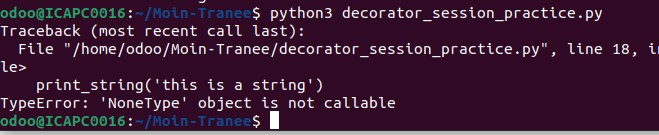 odoo@ICAPC0016:~/Moin-Tranee$ python3 decorator_session_practice.py
Traceback (most recent call last):
  File "/home/odoo/Moin-Tranee/decorator_session_practice.py", line 18, in
le>
    print_string('this is a string')
TypeError: 'NoneType' object is not callable
odoo@ICAPC0016:~/Moin-Tranee$